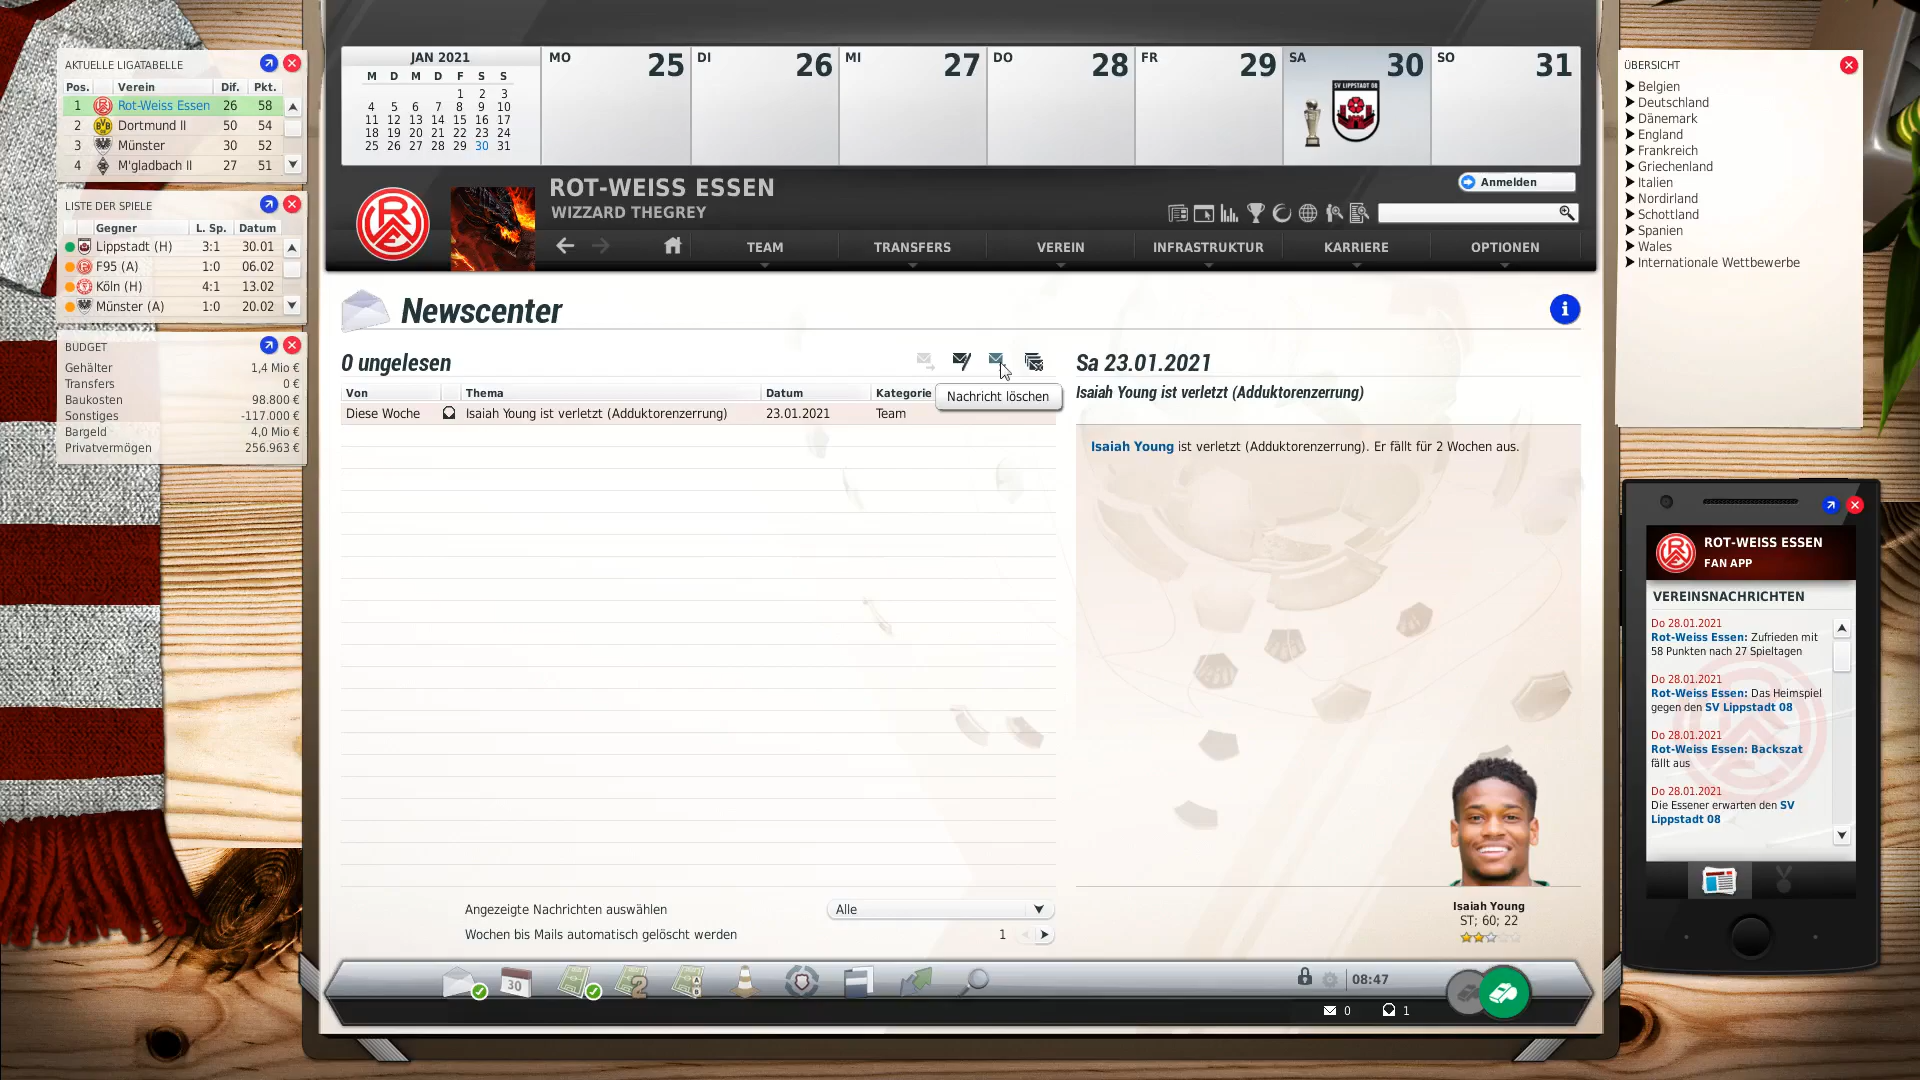 AKTUELLE LIGATABELLE
Pos. Verein Dif. Pkt.
1 Rot-Weiss Essen 26 58
2 Dortmund II 50 54
3 Münster 30 52
4 M'gladbach II 27 51
LISTE DER SPIELE
Gegner L. Sp. Datum
Lippstadt (H) 3:1 30.01
F95 (A) 1:0 06.02
Köln (H) 4:1 13.02
Münster (A) 1:0 20.02
BUDGET
Gehälter 1,4 Mio €
Transfers 0 €
Baukosten 98.800 €
Sonstiges -117.000 €
Bargeld 4,0 Mio €
Privatvermögen 256.963 €
JAN 2021
M D M D F S S
1 2 3
4 5 6 7 8 9 10
11 12 13 14 15 16 17
18 19 20 21 22 23 24
25 26 27 28 29 30 31
MO 25 DI 26 MI 27 DO 28 FR 29 SA 30 SO 31
SV LIPPSTADT 08
ROT-WEISS ESSEN
WIZZARD THEGREY
Anmelden
TEAM TRANSFERS VEREIN INFRASTRUKTUR KARRIERE OPTIONEN
Newscenter
0 ungelesen
Von Thema Datum Kategorie
Nachricht löschen
Diese Woche Isaiah Young ist verletzt (Adduktorenzerrung) 23.01.2021 Team
Sa 23.01.2021
Isaiah Young ist verletzt (Adduktorenzerrung)
Isaiah Young ist verletzt (Adduktorenzerrung). Er fällt für 2 Wochen aus.
Isaiah Young
ST; 60; 22
Angezeigte Nachrichten auswählen Alle
Wochen bis Mails automatisch gelöscht werden 1
30
2
08:47
0 1
ÜBERSICHT
Belgien
Deutschland
Dänemark
England
Frankreich
Griechenland
Italien
Nordirland
Schottland
Spanien
Wales
Internationale Wettbewerbe
ROT-WEISS ESSEN
FAN APP
VEREINSNACHRICHTEN
Do 28.01.2021
Rot-Weiss Essen: Zufrieden mit
58 Punkten nach 27 Spieltagen
Do 28.01.2021
Rot-Weiss Essen: Das Heimspiel
gegen den SV Lippstadt 08
Do 28.01.2021
Rot-Weiss Essen: Backszat
fällt aus
Do 28.01.2021
Die Essener erwarten den SV
Lippstadt 08